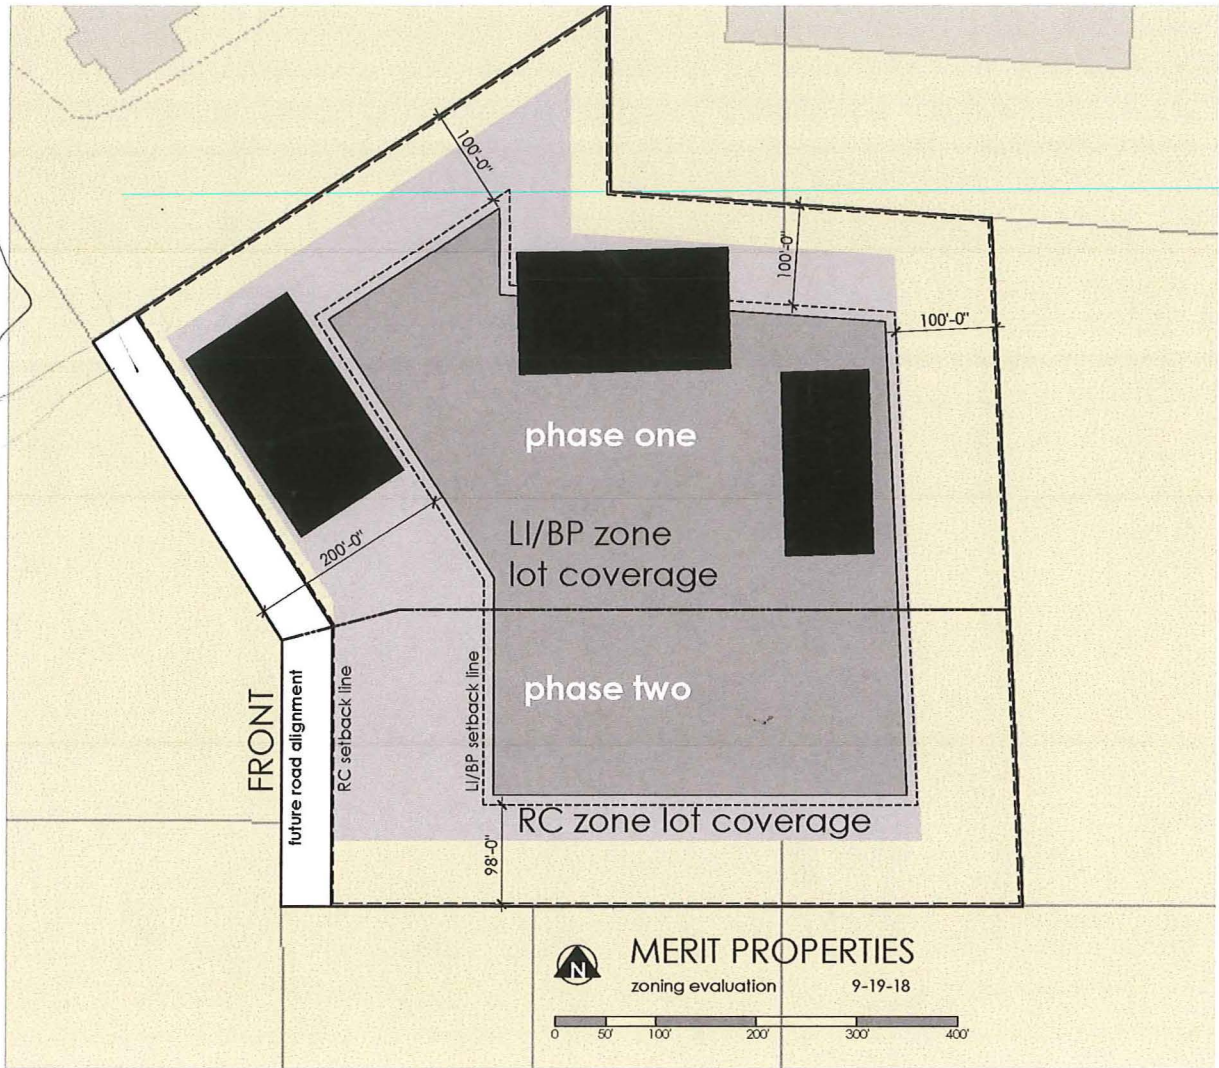 100'-0"
100'-0"
100'-0"
phase one
LI/BP zone
lot coverage
200'-0"
phase two
FRONT
future road alignment
RC setback line
LI/BP setback line
RC zone lot coverage
98'-0"
N
MERIT PROPERTIES
zoning evaluation 9-19-18
0 50' 100' 200' 300' 400'